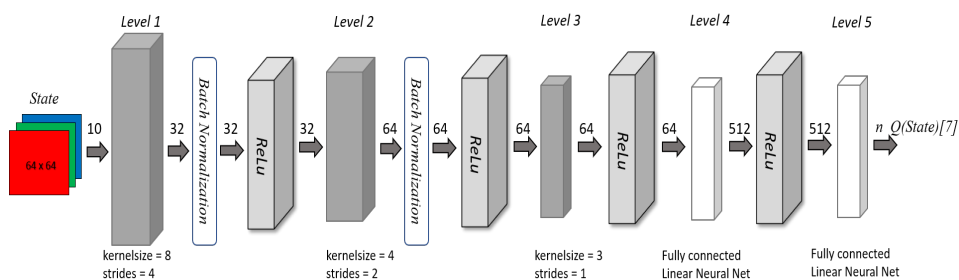 Level 1
Level 2
Level 3
Level 4
Level 5
State
64 x 64
10
32
Batch Normalization
32
ReLu
32
64
Batch Normalization
64
ReLu
64
64
ReLu
64
512
ReLu
512
n
Q(State)[7]
kernelsize = 8
strides = 4
kernelsize = 4
strides = 2
kernelsize = 3
strides = 1
Fully connected
Linear Neural Net
Fully connected
Linear Neural Net